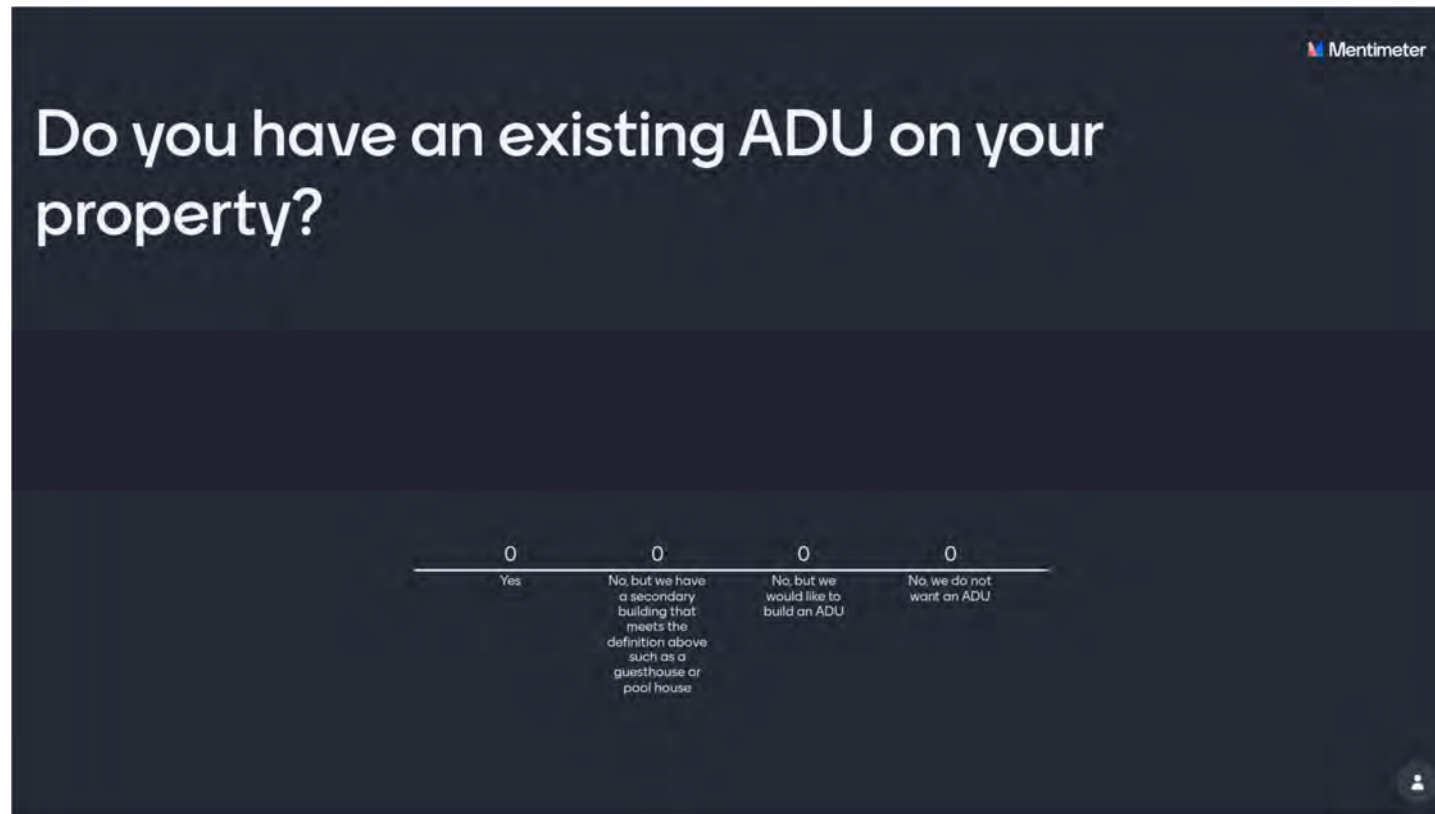 Mentimeter
Do you have an existing ADU on your
property?
0
0
0
0
Yes
No, but we have
a secondary
building that
meets the
definition above
such as a
guesthouse or
pool house
No, but we
would like to
build an ADU
No, we do not
want an ADU